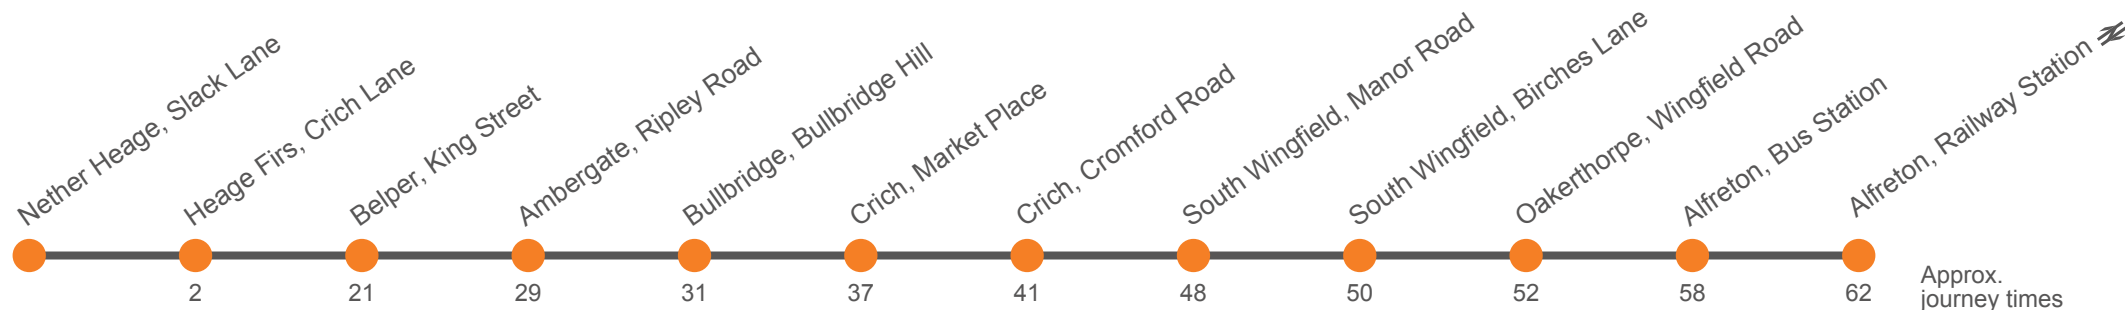 Nether Heage, Slack Lane
Heage Firs, Crich Lane
Belper, King Street
Ambergate, Ripley Road
Bullbridge, Bullbridge Hill
Crich, Market Place
Crich, Cromford Road
South Wingfield, Manor Road
South Wingfield, Birches Lane
Oakerthorpe, Wingfield Road
Alfreton, Bus Station
Alfreton, Railway Station
2 21 29 31 37 41 48 50 52 58 62
Approx.
journey times